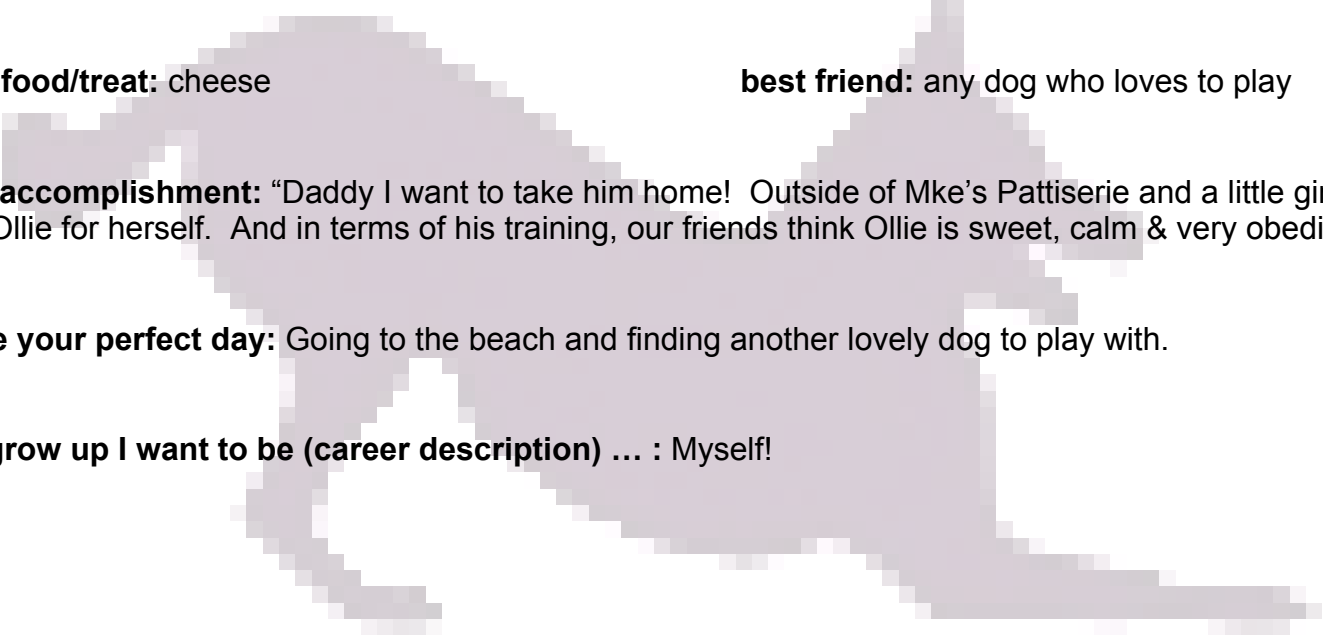 food/treat: cheese best friend: any dog who loves to play
accomplishment: “Daddy I want to take him home!  Outside of Mke’s Pattiserie and a little
Ollie for herself.  And in terms of his training, our friends think Ollie is sweet, calm & very
your perfect day: Going to the beach and finding another lovely dog to play with.
grow up I want to be (career description) … : Myself!